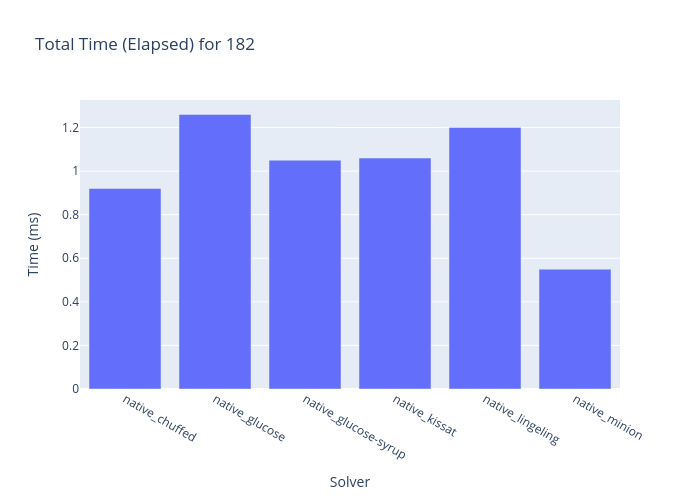 Total Time (Elapsed) for 182
Time (ms)
1.2
1
0.8
0.6
0.4
0.2
0
native_chuffed
native_glucose
native_glucose-syrup
native_kissat
native_lingeling
native_minion
Solver